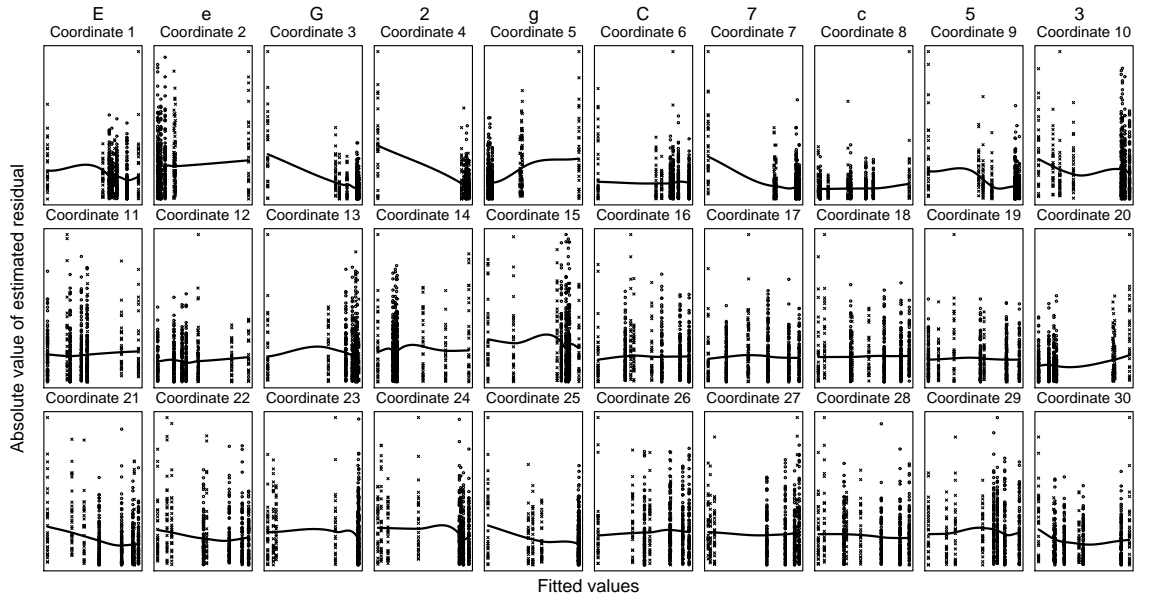 E e G 2 g C 7 c 5 3
Coordinate 1 Coordinate 2 Coordinate 3 Coordinate 4 Coordinate 5 Coordinate 6 Coordinate 7 Coordinate 8 Coordinate 9 Coordinate 10
Coordinate 11 Coordinate 12 Coordinate 13 Coordinate 14 Coordinate 15 Coordinate 16 Coordinate 17 Coordinate 18 Coordinate 19 Coordinate 20
Coordinate 21 Coordinate 22 Coordinate 23 Coordinate 24 Coordinate 25 Coordinate 26 Coordinate 27 Coordinate 28 Coordinate 29 Coordinate 30
Absolute value of estimated residual
Fitted values